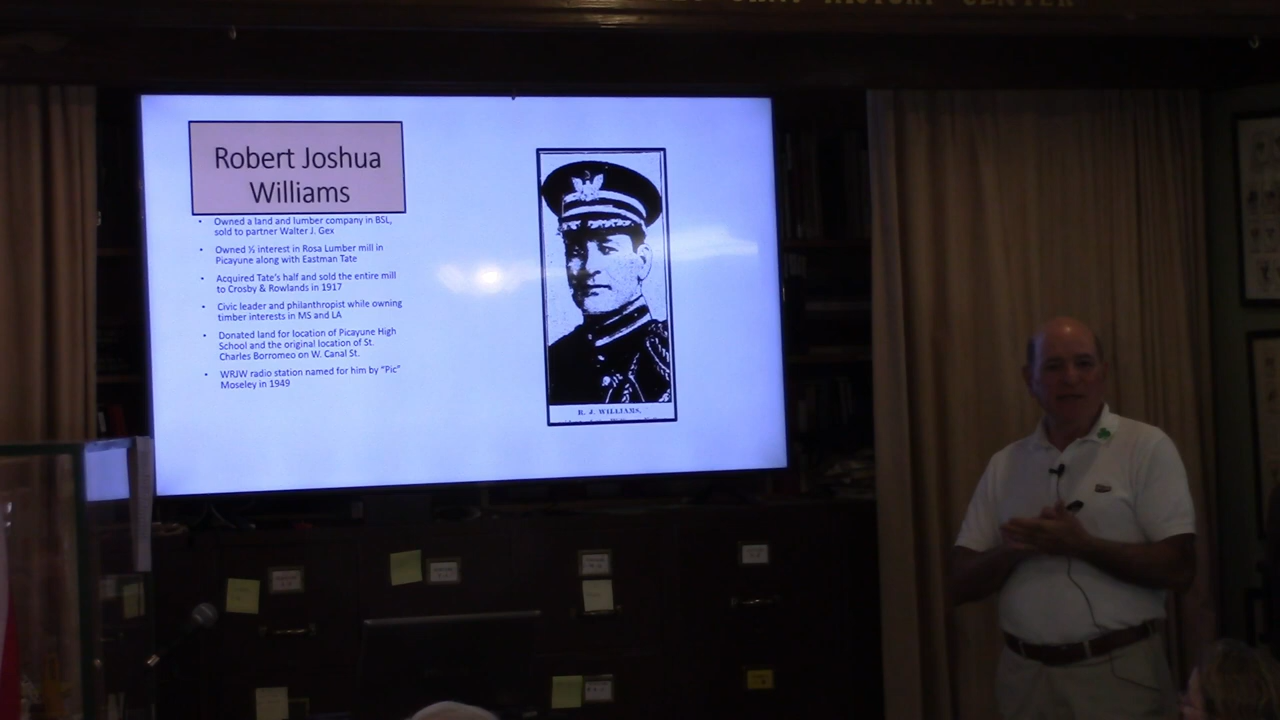 HISTORY CENTER
Robert Joshua
Williams
• Owned a land and lumber company in BSL,
sold to partner Walter J. Gex
• Owned ½ interest in Rosa Lumber mill in
Picayune along with Eastman Tate
• Acquired Tate's half and sold the entire mill
to Crosby & Rowlands in 1917
• Civic leader and philanthropist while owning
timber interests in MS and LA
• Donated land for location of Picayune High
School and the original location of St.
Charles Borromeo on W. Canal St.
• WRJW radio station named for him by "Pic"
Moseley in 1949
R. J. WILLIAMS,